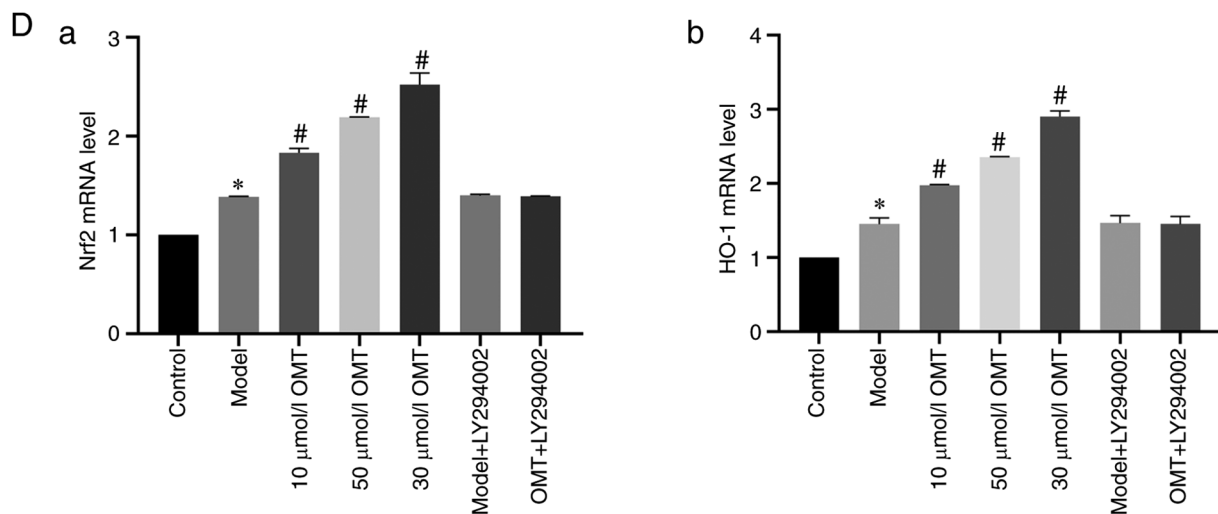 D
a
3
2
1
0
Nrf2 mRNA level
*
#
#
#
Control
Model
10 μmol/l OMT
50 μmol/l OMT
30 μmol/l OMT
Model+LY294002
OMT+LY294002
b
4
3
2
1
0
HO-1 mRNA level
*
#
#
#
Control
Model
10 μmol/l OMT
50 μmol/l OMT
30 μmol/l OMT
Model+LY294002
OMT+LY294002